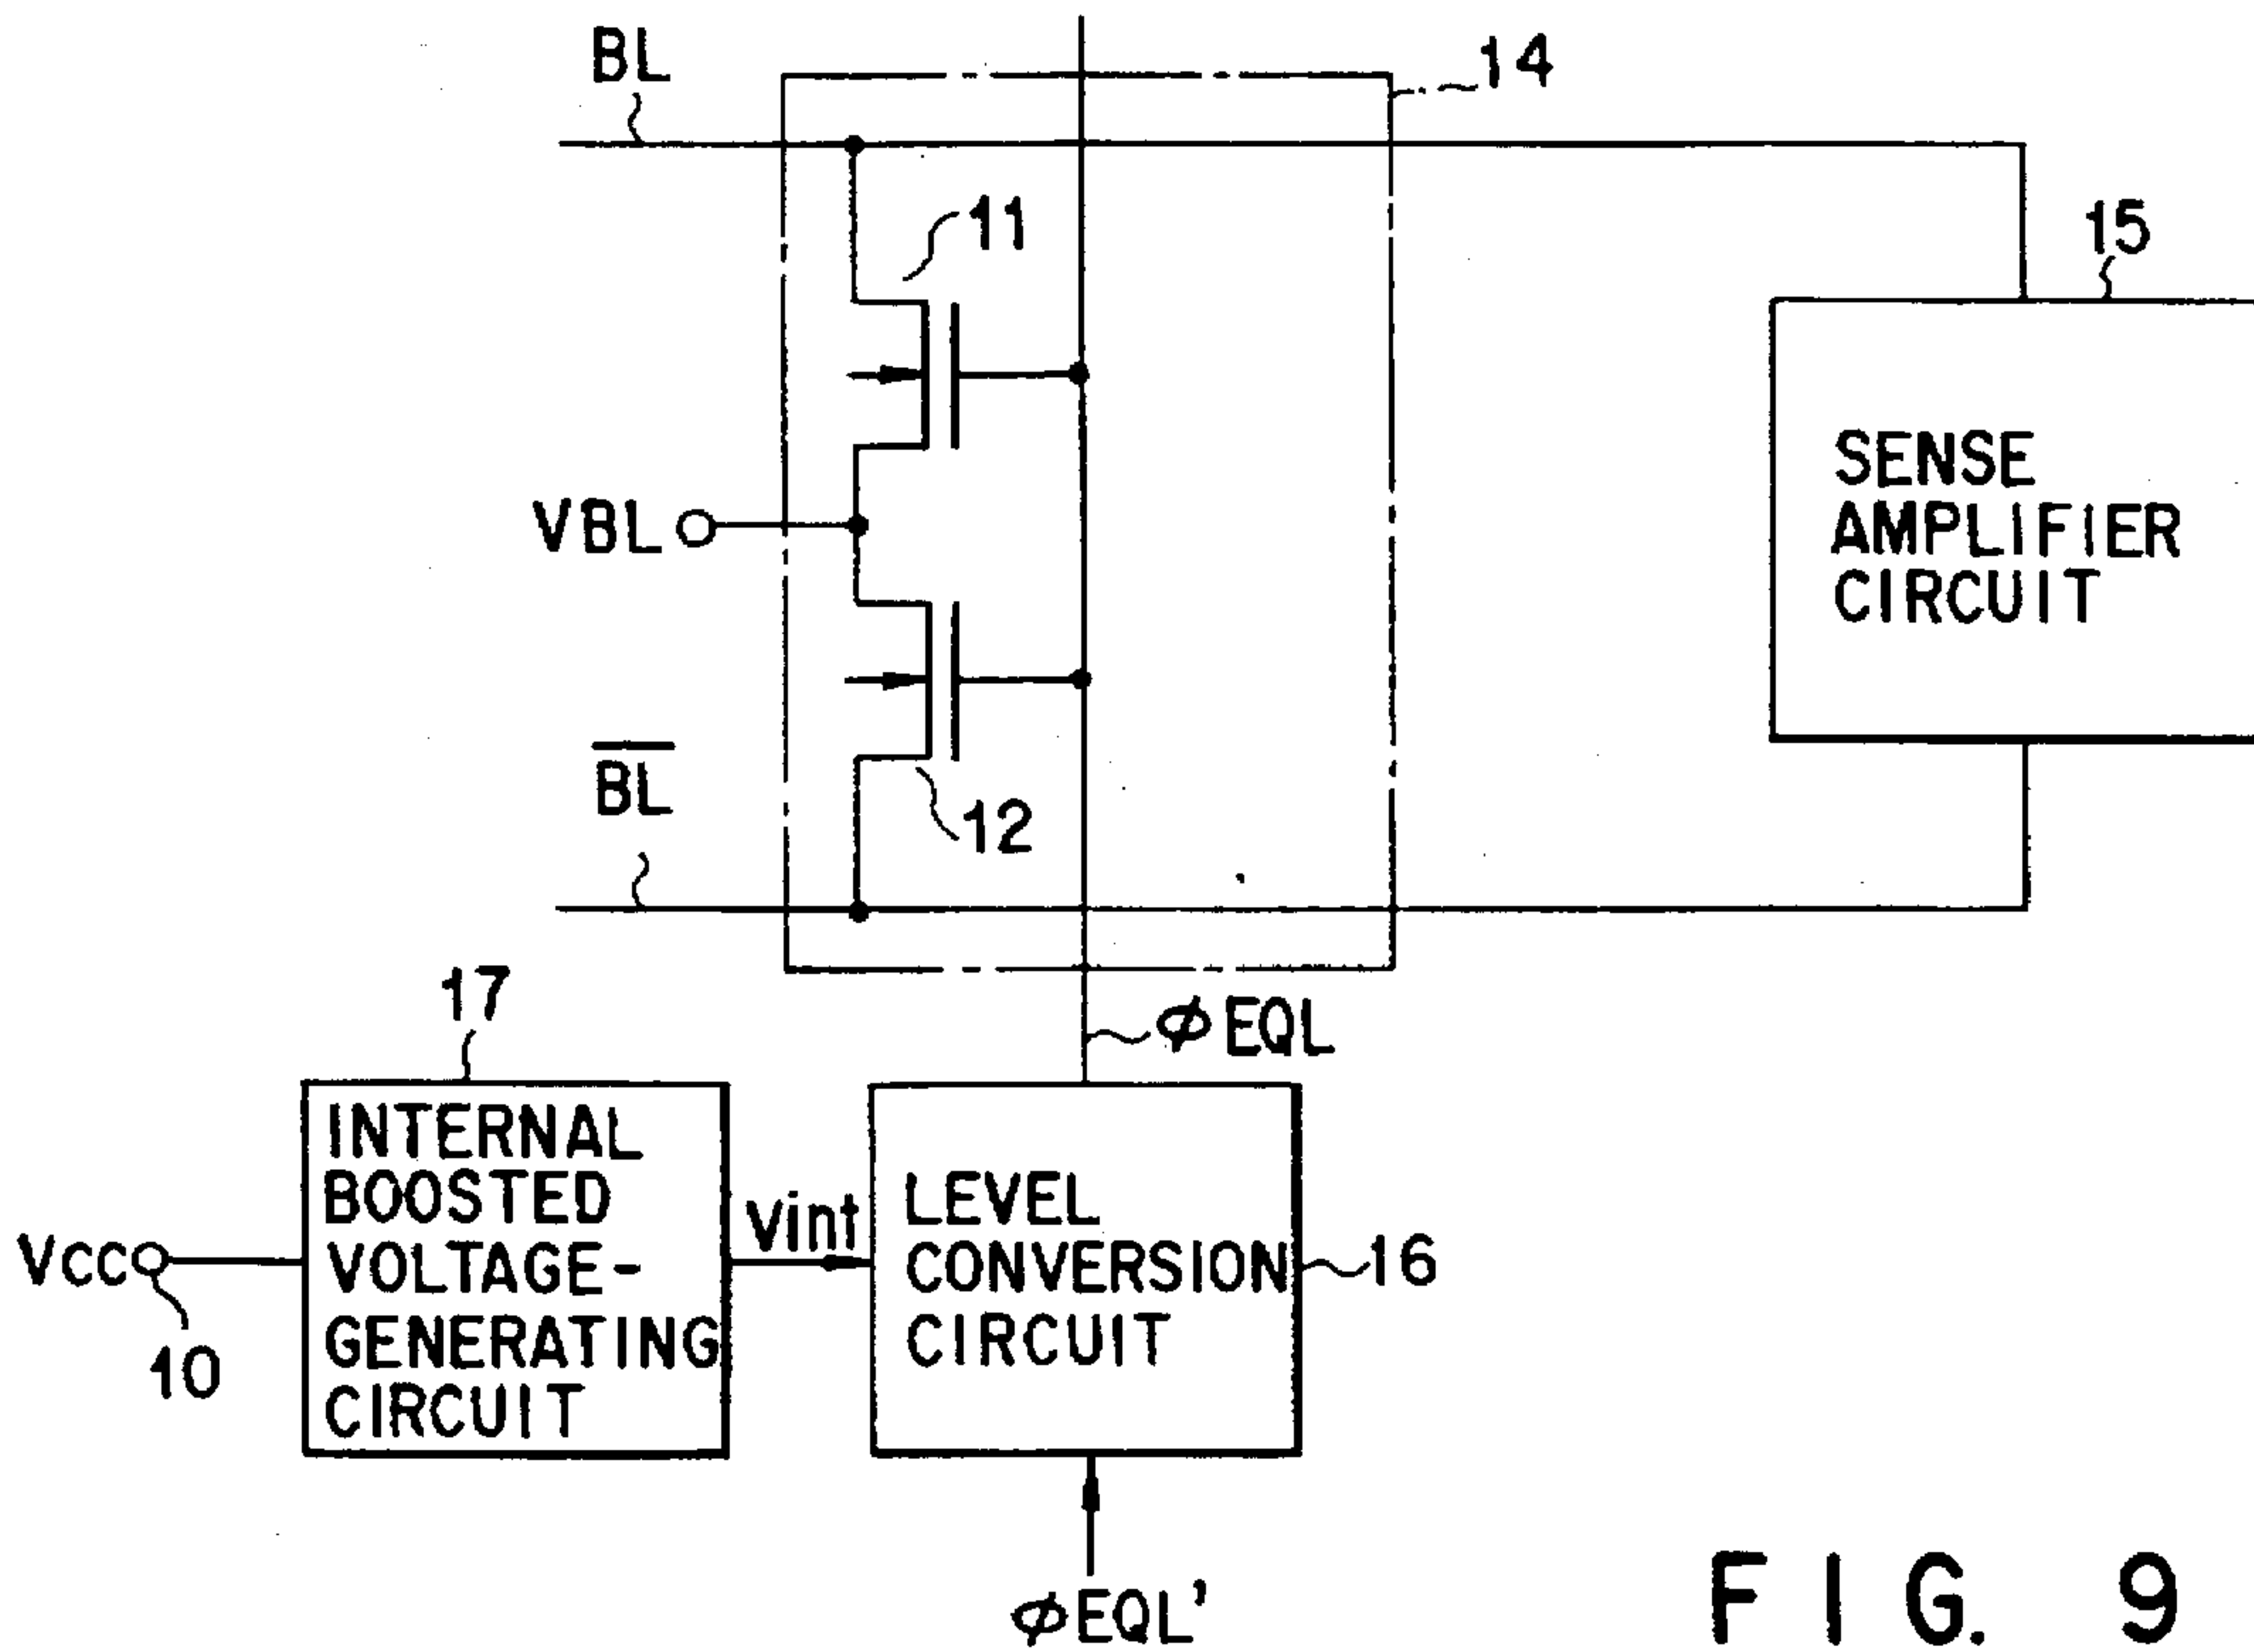 BL
14
11
15
SENSE
AMPLIFIER
CIRCUIT
VBL
B̅L̅
12
17
φEQL
INTERNAL
BOOSTED
VOLTAGE-
GENERATING
CIRCUIT
Vint
LEVEL
CONVERSION
CIRCUIT
16
VCC
10
φEQL'
FIG. 9